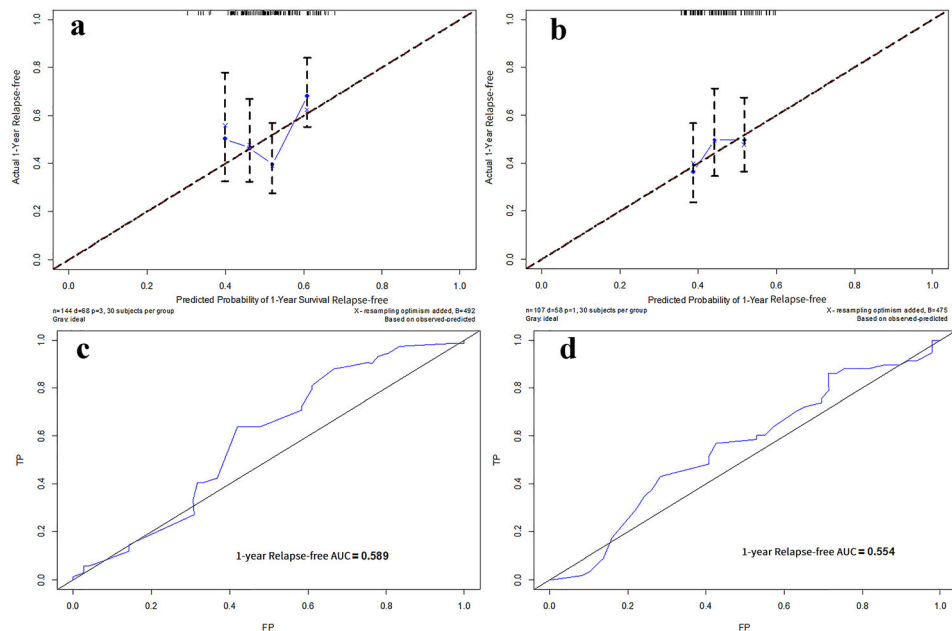 a
Actual 1-Year Relapse-free
0.0 0.2 0.4 0.6 0.8 1.0
0.0 0.2 0.4 0.6 0.8 1.0
Predicted Probability of 1-Year Survival Relapse-free
n=144 d=68 p=3, 30 subjects per group
Gray: ideal
X - resampling optimism added, B=492
Based on observed-predicted
b
Actual 1-Year Relapse-free
0.0 0.2 0.4 0.6 0.8 1.0
0.0 0.2 0.4 0.6 0.8 1.0
Predicted Probability of 1-Year Relapse-free
n=107 d=58 p=1, 30 subjects per group
Gray: ideal
X - resampling optimism added, B=475
Based on observed-predicted
c
TP
0.0 0.2 0.4 0.6 0.8 1.0
1-year Relapse-free AUC = 0.589
0.0 0.2 0.4 0.6 0.8 1.0
FP
d
TP
0.0 0.2 0.4 0.6 0.8 1.0
1-year Relapse-free AUC = 0.554
0.0 0.2 0.4 0.6 0.8 1.0
FP